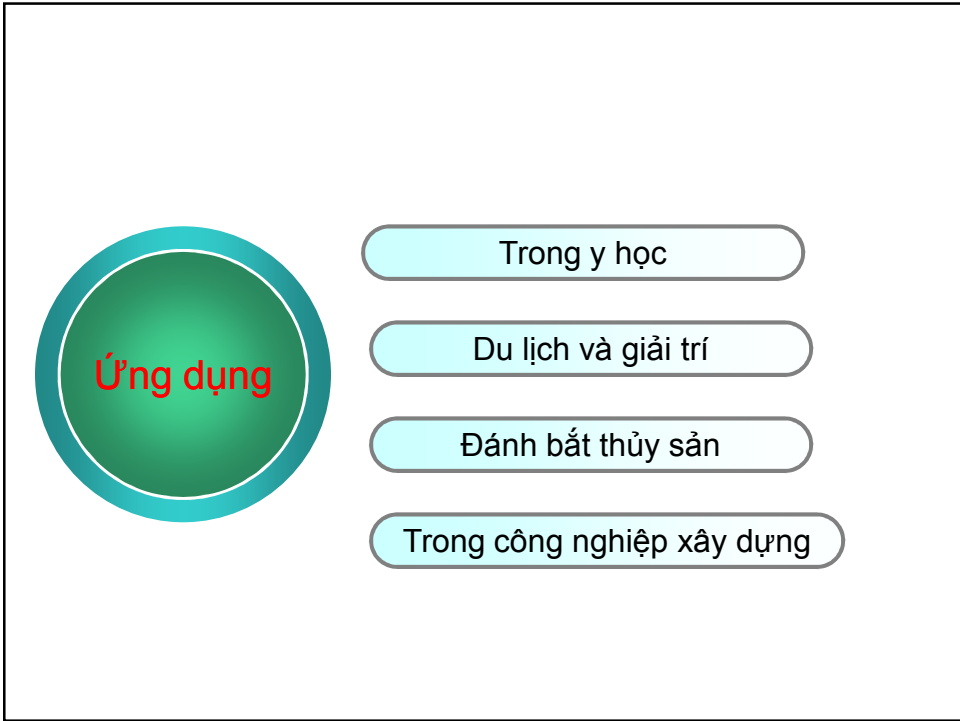 Trong y học
Du lịch và giải trí
Ứng dụng
Đánh bắt thủy sản
Trong công nghiệp xây dựng